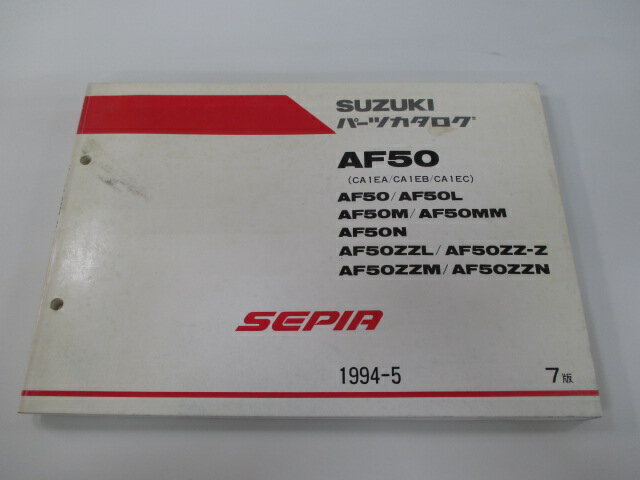 SUZUKI
パーツカタログ
AF50
(CA1EA/CA1EB/CA1EC)
AF50/AF50L
AF50M/AF50MM
AF50N
AF50ZZL/AF50ZZ-Z
AF50ZZM/AF50ZZN
SEPIA
1994-5
7版